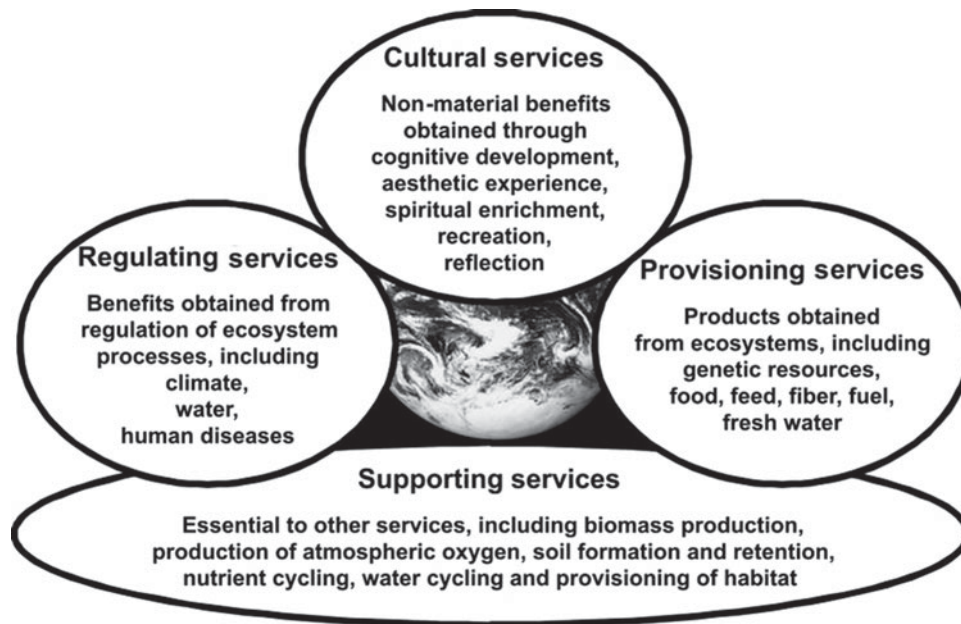 Cultural services
Non-material benefits
obtained through
cognitive development,
aesthetic experience,
spiritual enrichment,
recreation,
reflection
Regulating services
Benefits obtained from
regulation of ecosystem
processes, including
climate,
water,
human diseases
Provisioning services
Products obtained
from ecosystems, including
genetic resources,
food, feed, fiber, fuel,
fresh water
Supporting services
Essential to other services, including biomass production,
production of atmospheric oxygen, soil formation and retention,
nutrient cycling, water cycling and provisioning of habitat